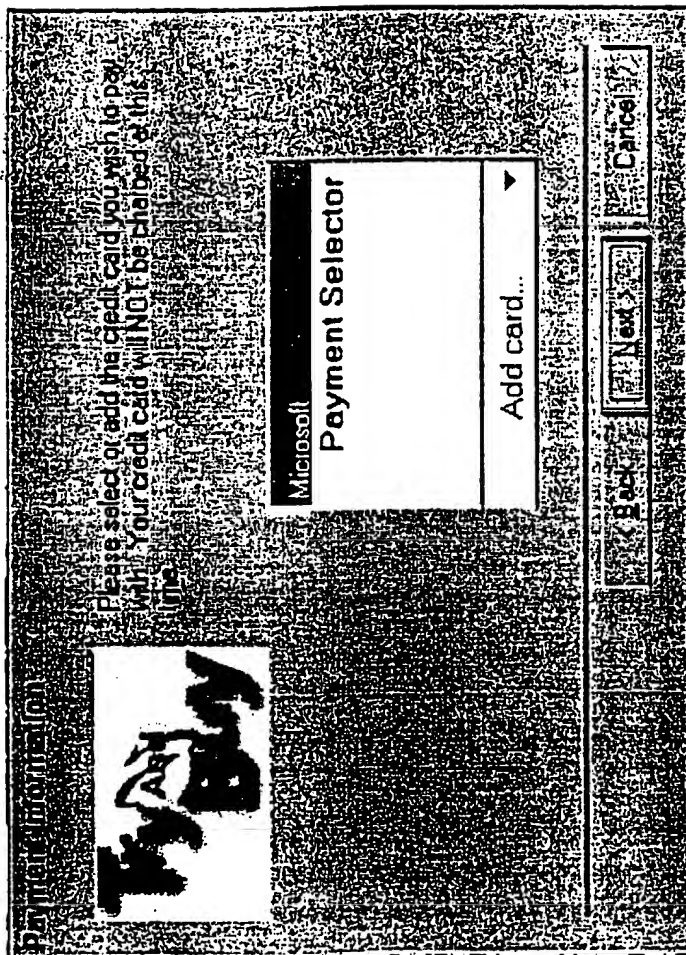 Payment Information
Please select or add the credit card you wish to pay
with. Your credit card will NOT be charged at this
time.
Microsoft
Payment Selector
Add card...
< Back
Next >
Cancel